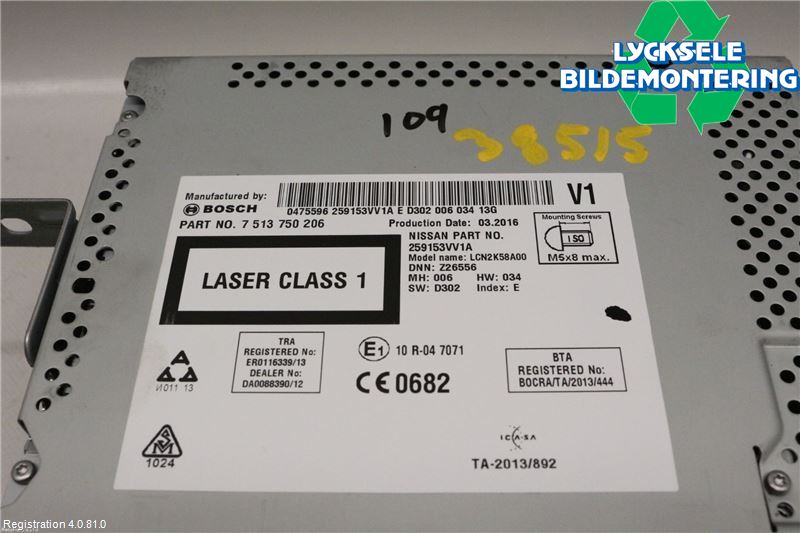 LYCKSELE
BILDEMONTERING
109
38515
Manufactured by:
BOSCH
0475596 259153VV1A E D302 006 034 13G
V1
PART NO. 7 513 750 206
Production Date: 03.2016
NISSAN PART NO.
259153VV1A
Model name: LCN2K58A00
DNN: Z26556
MH: 006 HW: 034
SW: D302 Index: E
Mounting Screws
ISO
M5x8 max.
LASER CLASS 1
TRA
REGISTERED No:
ER0116339/13
DEALER No:
DA0088390/12
E1 10 R-04 7071
CE0682
BTA
REGISTERED No:
BOCRA/TA/2013/444
И011 13
1024
ICASA
TA-2013/892
Registration 4.0.81.0